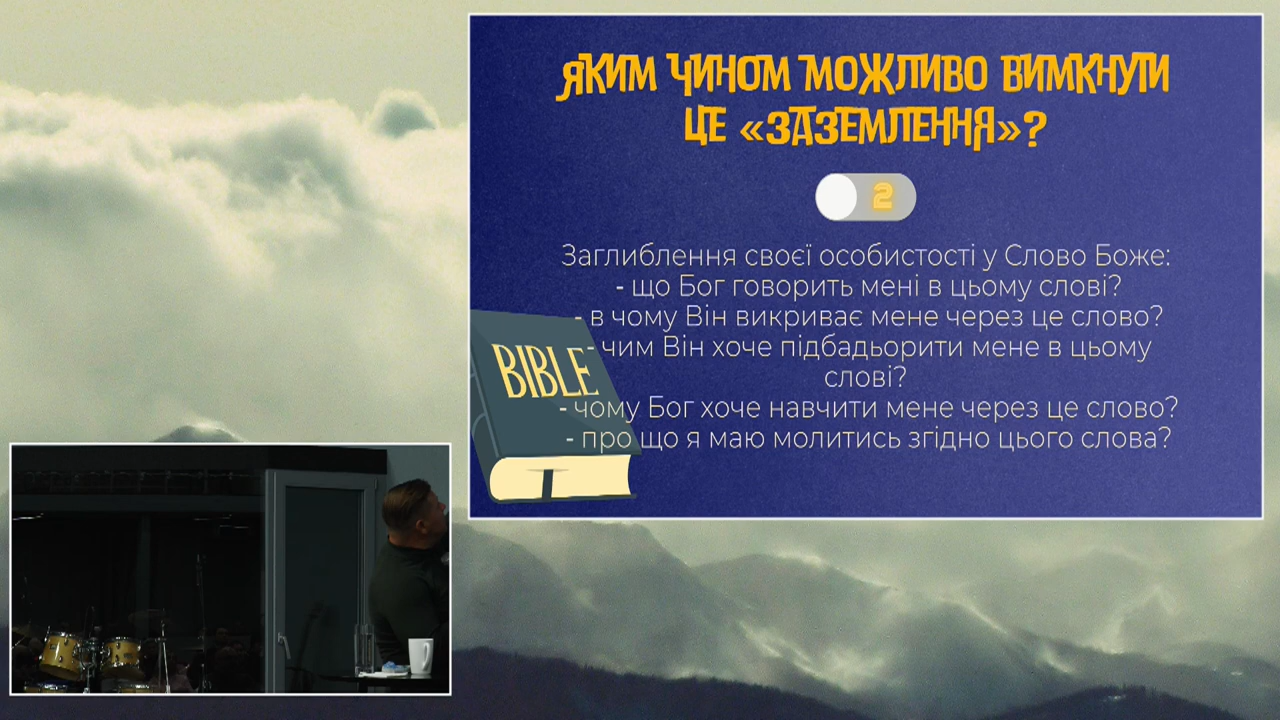 ЯКИМ ЧИНОМ МОЖЛИВО ВИМКНУТИ
ЦЕ «ЗАЗЕМЛЕННЯ»?
2
Заглиблення своєї особистості у Слово Боже:
- що Бог говорить мені в цьому слові?
- в чому Він викриває мене через це слово?
- чим Він хоче підбадьорити мене в цьому
слові?
- чому Бог хоче навчити мене через це слово?
- про що я маю молитись згідно цього слова?
BIBLE